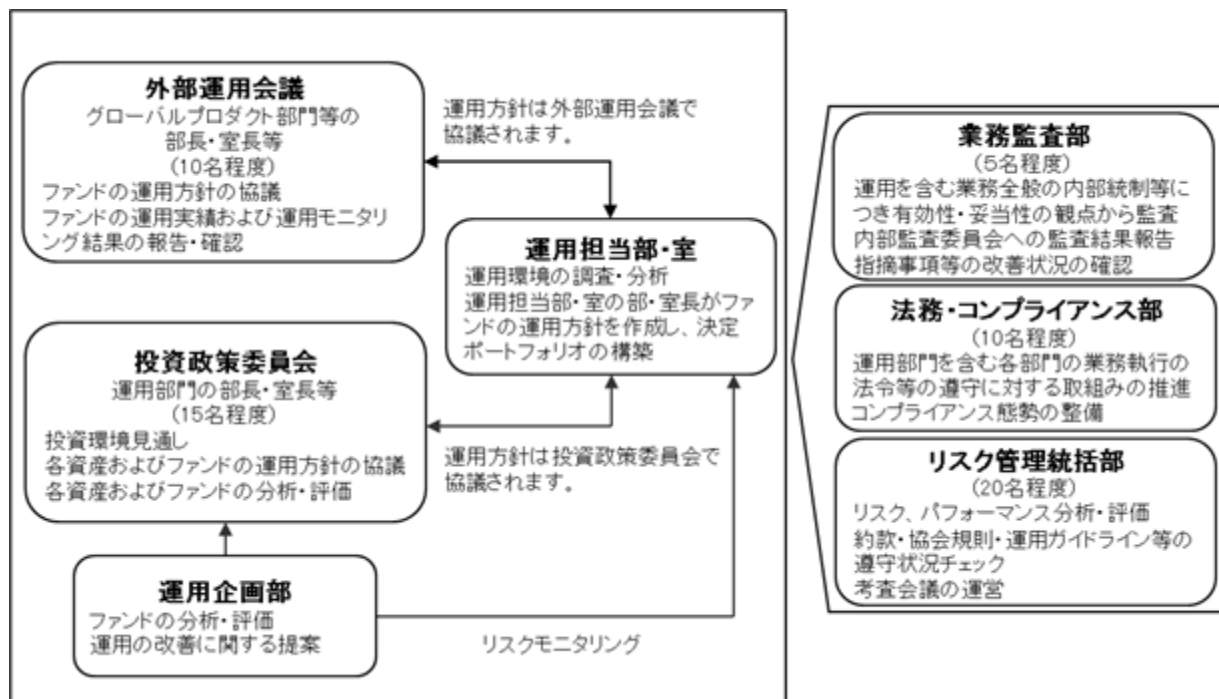 外部運用会議
グローバルプロダクト部門等の
部長・室長等
(10名程度)
ファンドの運用方針の協議
ファンドの運用実績および運用モニタリ
ング結果の報告・確認
運用方針は外部運用会議で
協議されます。
運用担当部・室
運用環境の調査・分析
運用担当部・室の部・室長がファ
ンドの運用方針を作成し、決定
ポートフォリオの構築
投資政策委員会
運用部門の部長・室長等
(15名程度)
投資環境見通し
各資産およびファンドの運用方針の協議
各資産およびファンドの分析・評価
運用方針は投資政策委員会で
協議されます。
運用企画部
ファンドの分析・評価
運用の改善に関する提案
リスクモニタリング
業務監査部
(5名程度)
運用を含む業務全般の内部統制等に
つき有効性・妥当性の観点から監査
内部監査委員会への監査結果報告
指摘事項等の改善状況の確認
法務・コンプライアンス部
(10名程度)
運用部門を含む各部門の業務執行の
法令等の遵守に対する取組みの推進
コンプライアンス態勢の整備
リスク管理統括部
(20名程度)
リスク、パフォーマンス分析・評価
約款・協会規則・運用ガイドライン等の
遵守状況チェック
考査会議の運営